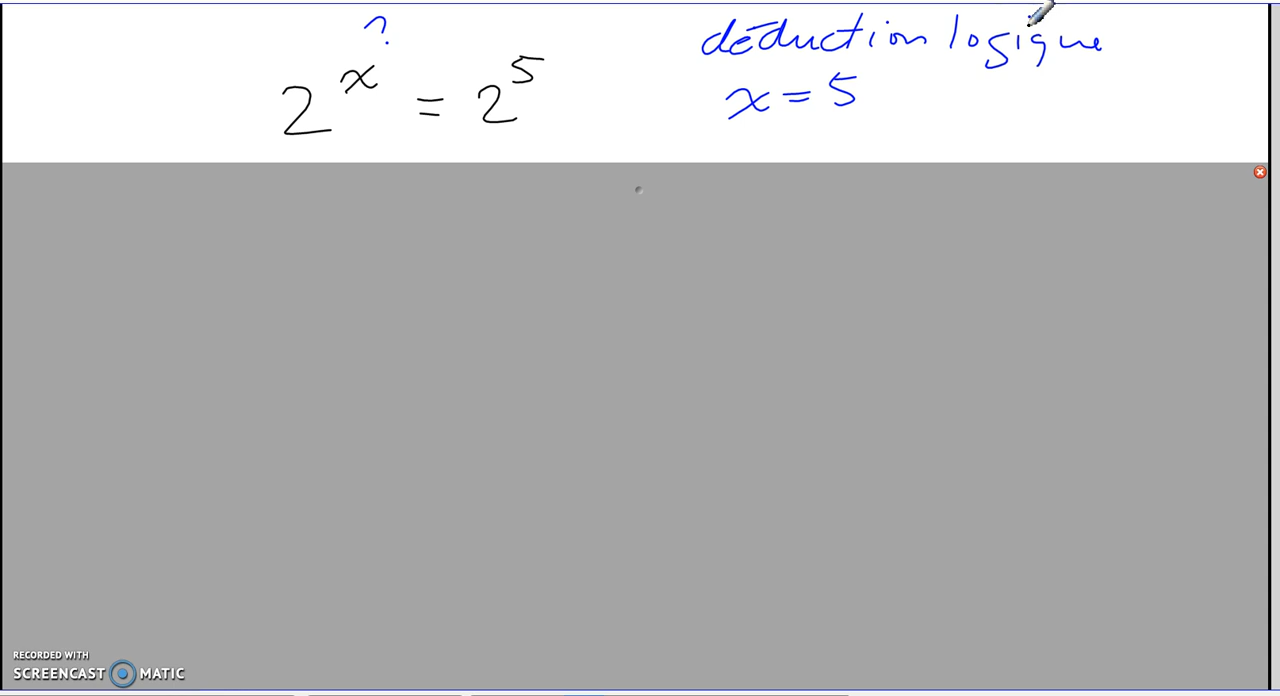 ?
2^x = 2^5
déduction logique
x = 5
RECORDED WITH
SCREENCAST MATIC